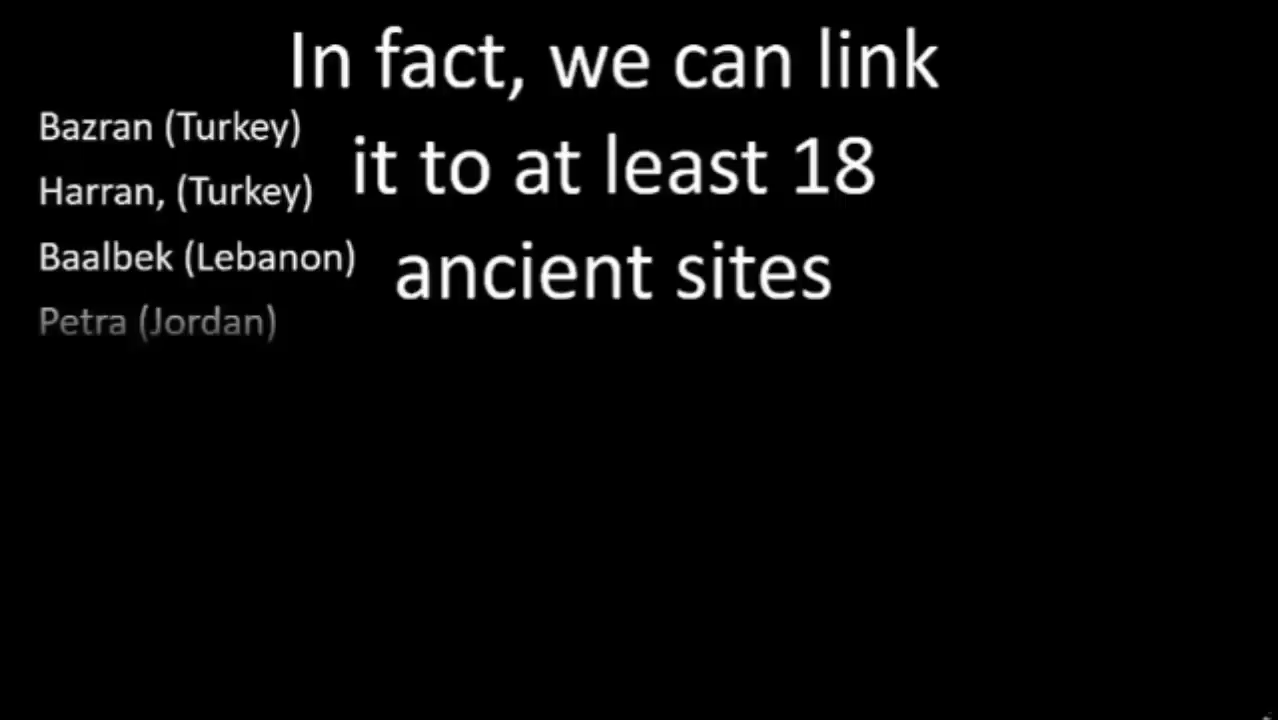 In fact, we can link
it to at least 18
ancient sites
Bazran (Turkey)
Harran, (Turkey)
Baalbek (Lebanon)
Petra (Jordan)